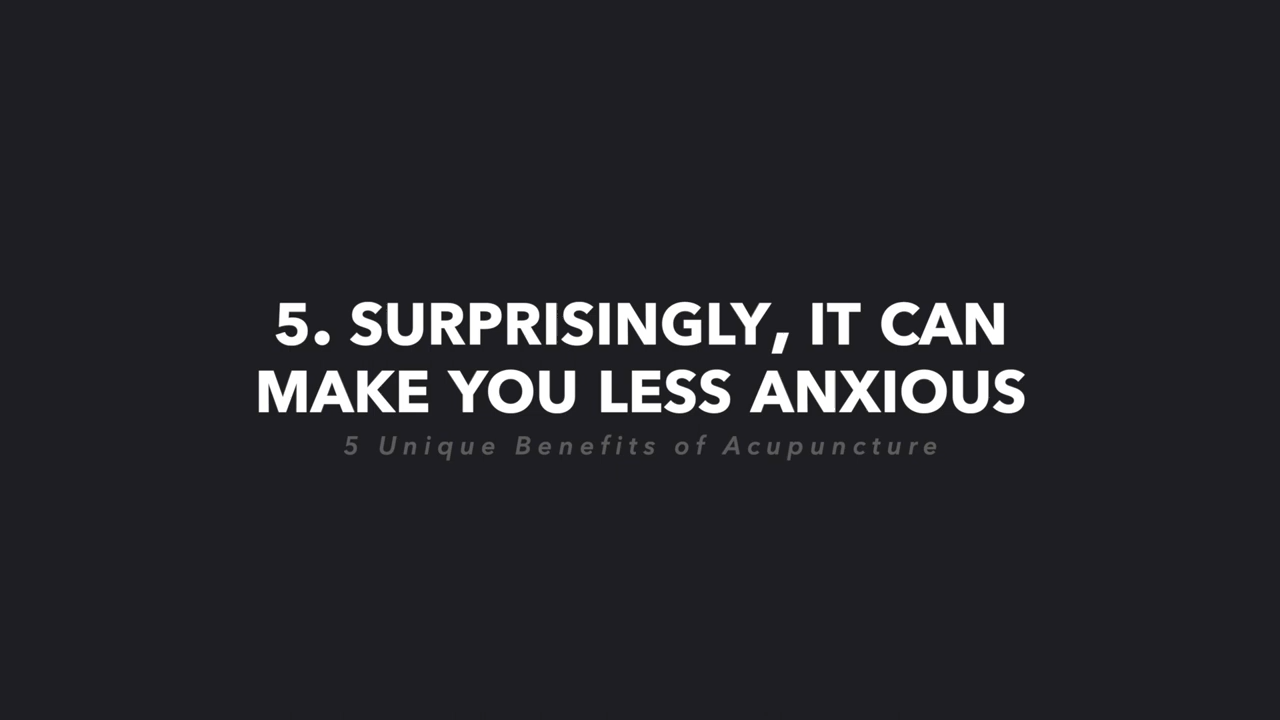 5. SURPRISINGLY, IT CAN
MAKE YOU LESS ANXIOUS
5 Unique Benefits of Acupuncture